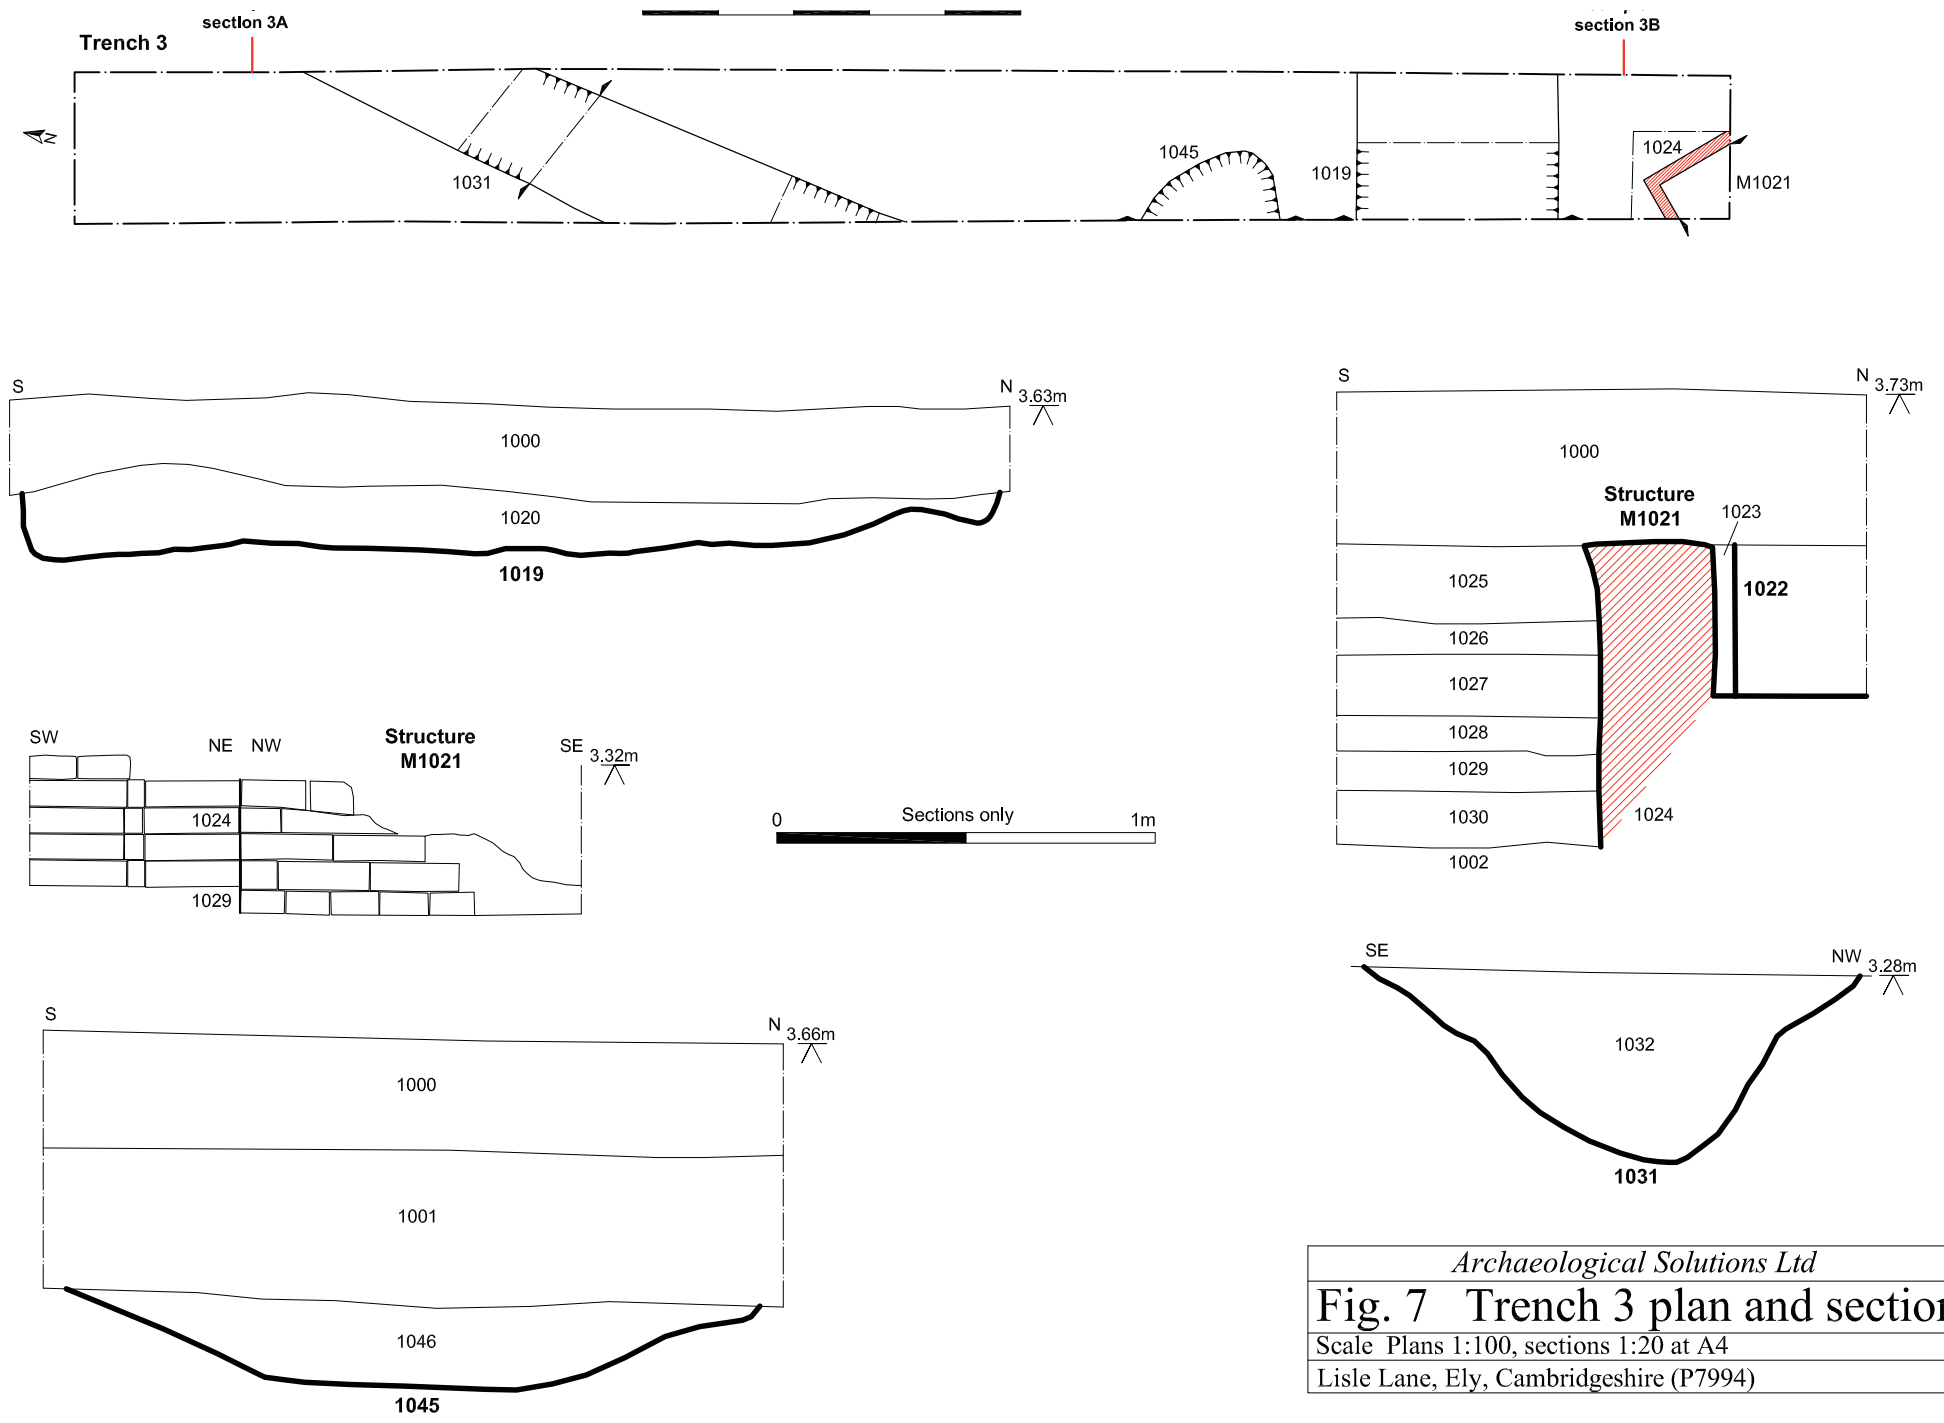 section 3A
section 3B
Trench 3
N
1031
1045
1019
1024
M1021
S
N 3.63m
1000
1020
1019
S
N 3.73m
1000
Structure
M1021
1023
1025
1022
1026
1027
1028
1029
1030
1024
1002
SW
NE NW
Structure
M1021
SE 3.32m
1024
1029
0
Sections only
1m
S
N 3.66m
1000
1001
1046
1045
SE
NW 3.28m
1032
1031
Archaeological Solutions Ltd
Fig. 7 Trench 3 plan and section
Scale Plans 1:100, sections 1:20 at A4
Lisle Lane, Ely, Cambridgeshire (P7994)